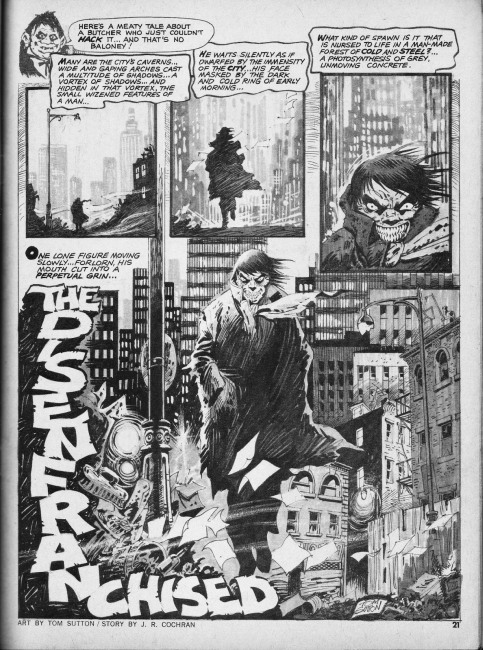 HERE'S A MEATY TALE ABOUT
A BUTCHER WHO JUST COULDN'T
HACK IT... AND THAT'S NO
BALONEY!
MANY ARE THE CITY'S CAVERNS...
WIDE AND GAPING ARCHES CAST
A MULTITUDE OF SHADOWS... A
VORTEX OF SHADOWS... AND
HIDDEN IN THAT VORTEX, THE
SMALL WIZENED FEATURES OF
A MAN...
HE WAITS SILENTLY AS IF
DWARFED BY THE IMMENSITY
OF THE CITY... HIS FACE
MASKED BY THE DARK
AND COLD RING OF EARLY
MORNING...
WHAT KIND OF SPAWN IS IT THAT
IS NURSED TO LIFE IN A MAN-MADE
FOREST OF COLD AND STEEL?...
A PHOTOSYNTHESIS OF GREY,
UNMOVING CONCRETE.
ONE LONE FIGURE MOVING
SLOWLY... FORLORN, HIS
MOUTH CUT INTO A
PERPETUAL GRIN...
THE
DISENFRANCHISED
ART BY TOM SUTTON / STORY BY J. R. COCHRAN
21